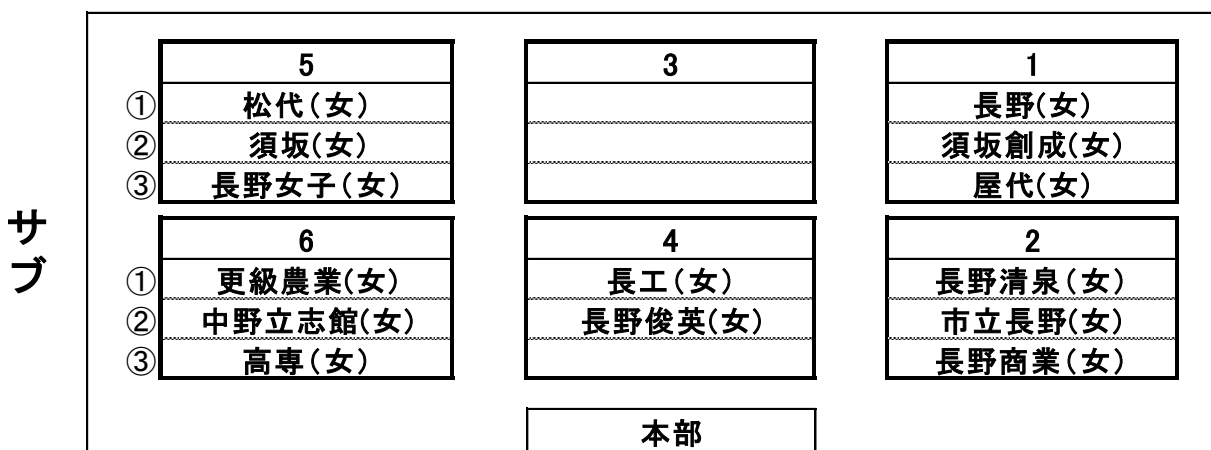 5 3 1
① 松代(女) 長野(女)
② 須坂(女) 須坂創成(女)
③ 長野女子(女) 屋代(女)
サブ
6 4 2
① 更級農業(女) 長工(女) 長野清泉(女)
② 中野立志館(女) 長野俊英(女) 市立長野(女)
③ 高専(女) 長野商業(女)
本部